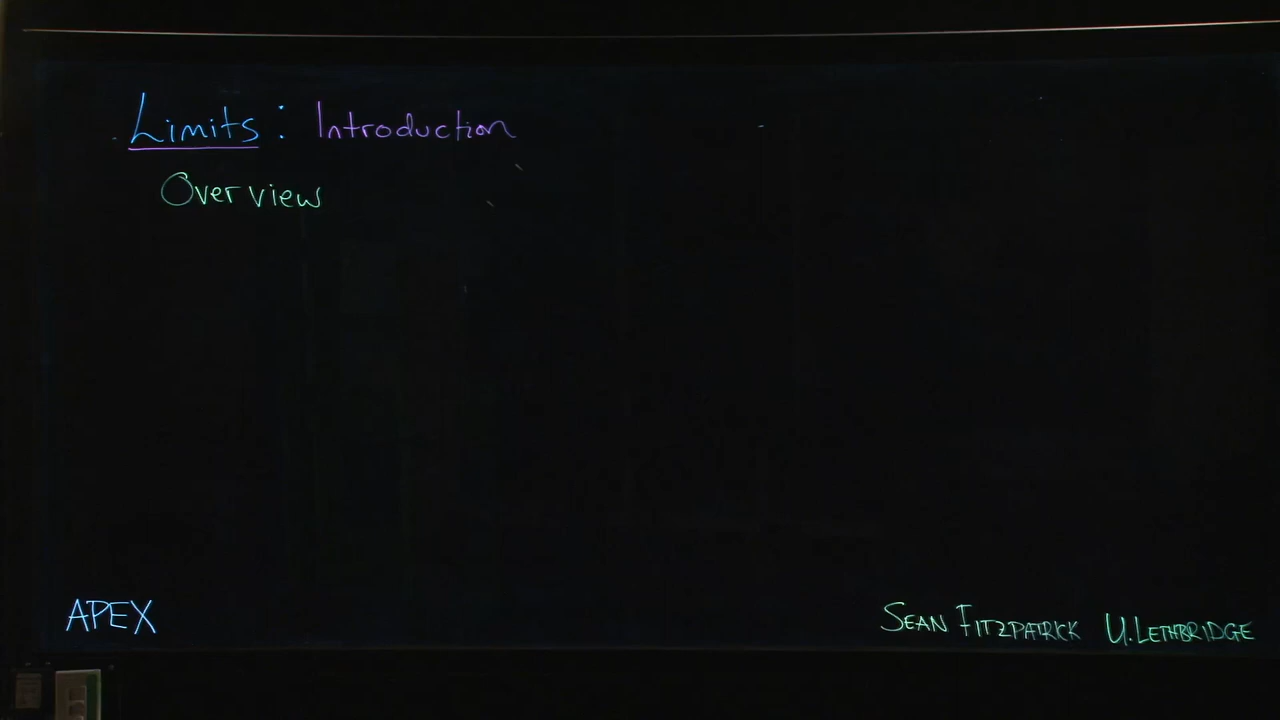 Limits: Introduction
Overview
APEX
SEAN FITZPATRICK U.LETHBRIDGE